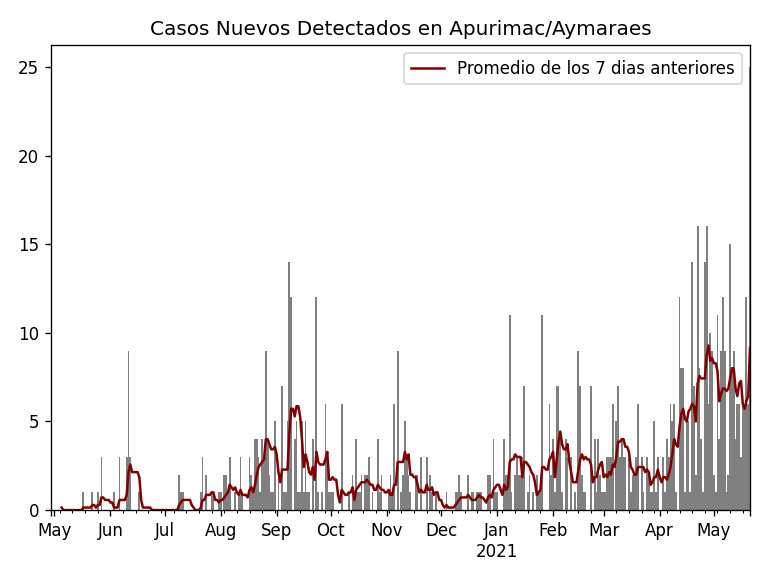 Casos Nuevos Detectados en Apurimac/Aymaraes
Promedio de los 7 dias anteriores
25
20
15
10
5
0
May Jun Jul Aug Sep Oct Nov Dec Jan Feb Mar Apr May
2021